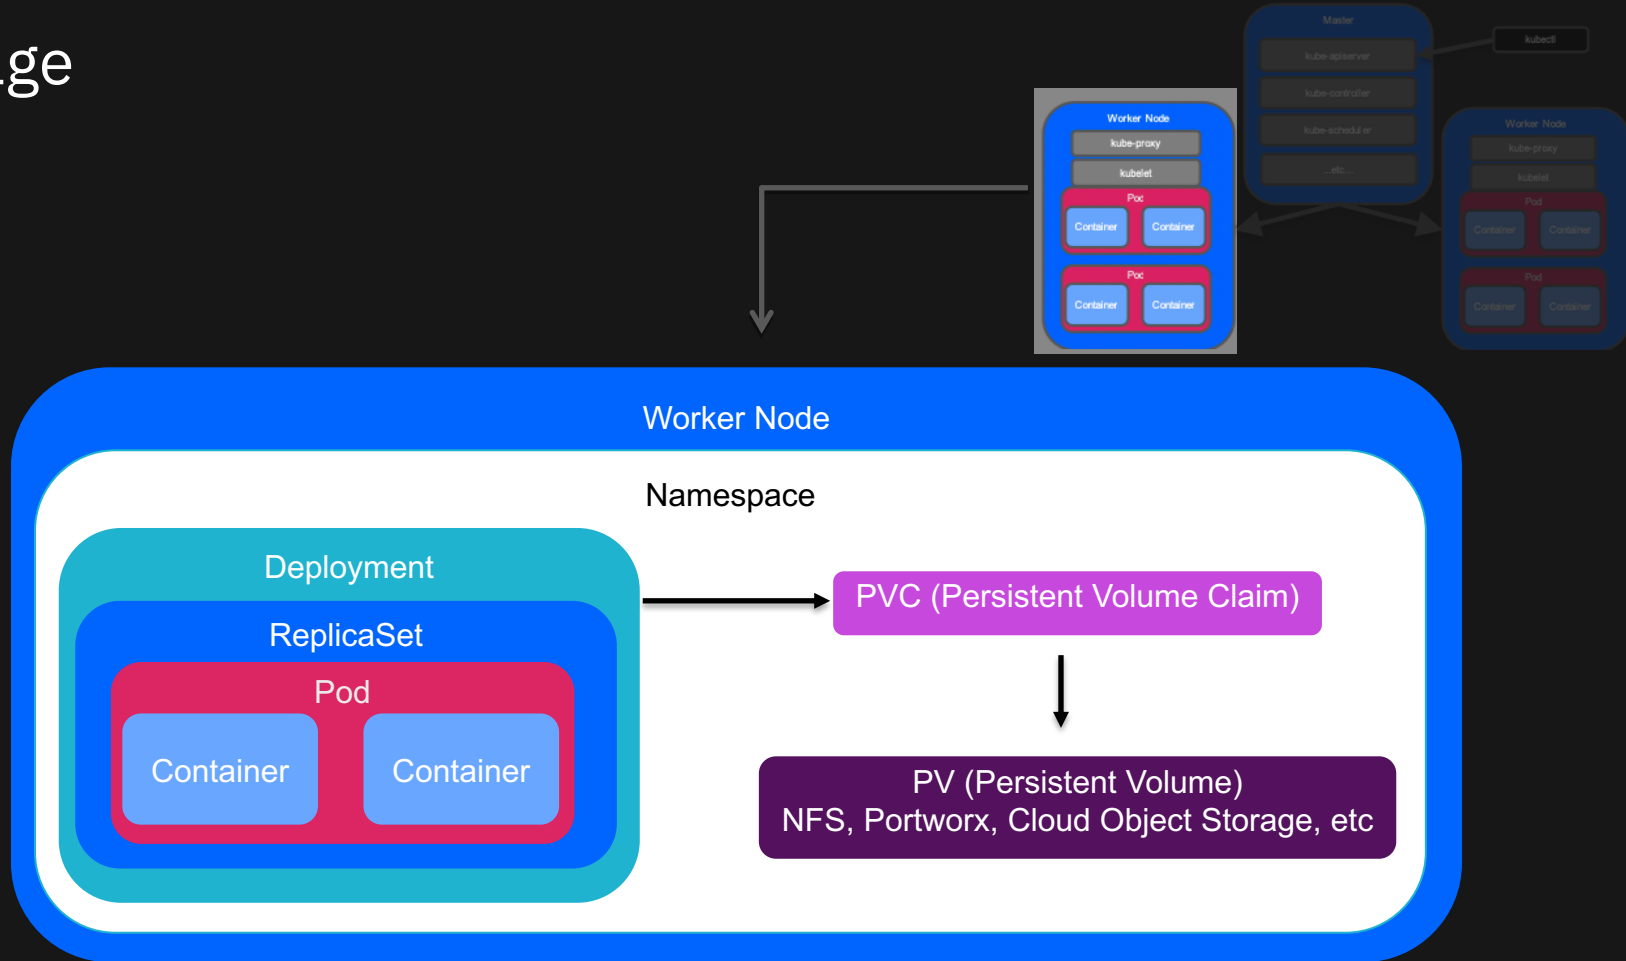 age
Master
kube-apiserver
kube-controller
kube-scheduler
...etc...
kubectl
Worker Node
kube-proxy
kubelet
Pod
Container
Container
Pod
Container
Container
Worker Node
kube-proxy
kubelet
Pod
Container
Container
Pod
Container
Container
Worker Node
Namespace
Deployment
ReplicaSet
Pod
Container
Container
PVC (Persistent Volume Claim)
PV (Persistent Volume)
NFS, Portworx, Cloud Object Storage, etc